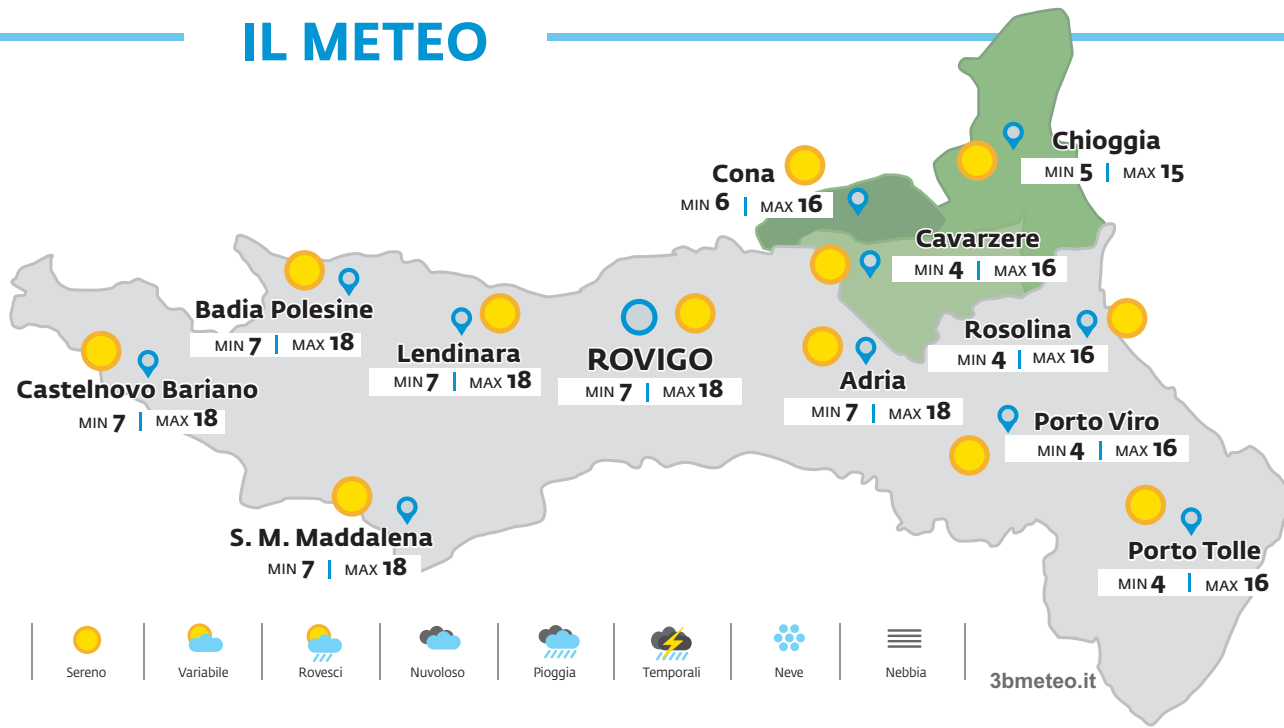 IL METEO
Chioggia
MIN 5 | MAX 15
Cona
MIN 6 | MAX 16
Cavarzere
MIN 4 | MAX 16
Badia Polesine
MIN 7 | MAX 18
Lendinara
MIN 7 | MAX 18
ROVIGO
MIN 7 | MAX 18
Rosolina
MIN 4 | MAX 16
Adria
MIN 7 | MAX 18
Castelnovo Bariano
MIN 7 | MAX 18
Porto Viro
MIN 4 | MAX 16
S. M. Maddalena
MIN 7 | MAX 18
Porto Tolle
MIN 4 | MAX 16
Sereno
Variabile
Rovesci
Nuvoloso
Pioggia
Temporali
Neve
Nebbia
3bmeteo.it